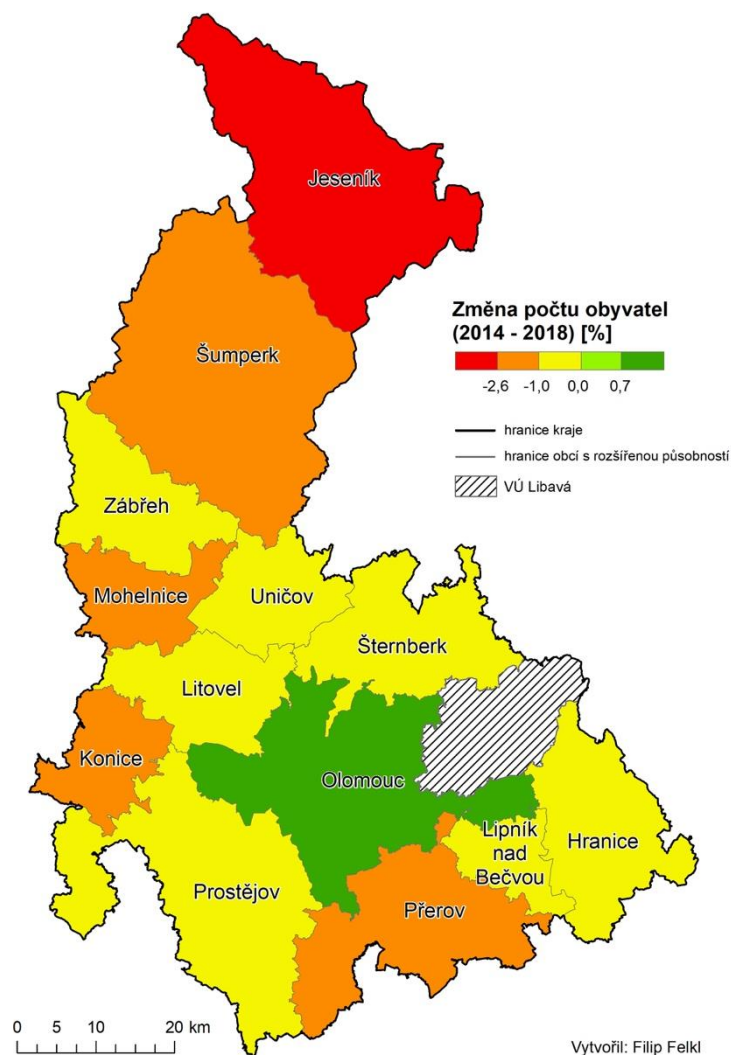 Jeseník
Změna počtu obyvatel
(2014 - 2018) [%]
-2,6 -1,0 0,0 0,7
hranice kraje
hranice obcí s rozšířenou působností
VÚ Libavá
Šumperk
Zábřeh
Mohelnice
Uničov
Šternberk
Litovel
Konice
Olomouc
Lipník
nad
Bečvou
Hranice
Prostějov
Přerov
0 5 10 20 km
Vytvořil: Filip Felkl